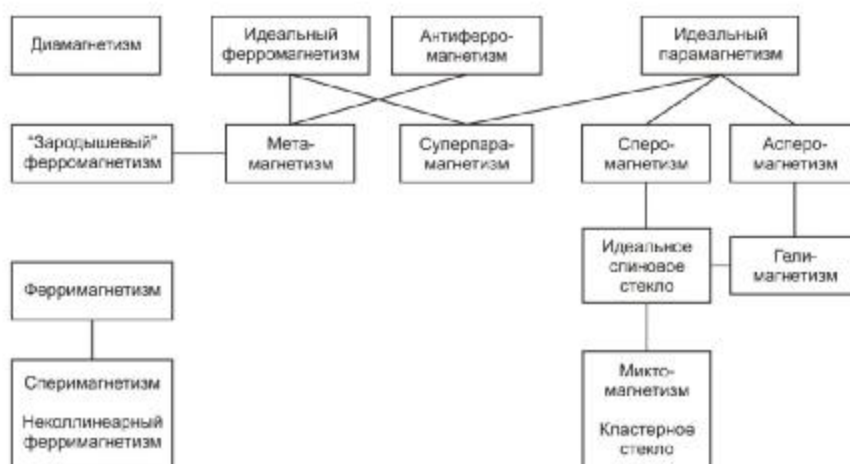 Диамагнетизм
Идеальный
ферромагнетизм
Антиферро-
магнетизм
Идеальный
парамагнетизм
"Зародышевый"
ферромагнетизм
Мета-
магнетизм
Суперпара-
магнетизм
Сперо-
магнетизм
Асперо-
магнетизм
Идеальное
спиновое
стекло
Гели-
магнетизм
Ферримагнетизм
Сперимагнетизм
Неколлинеарный
ферримагнетизм
Микто-
магнетизм
Кластерное
стекло